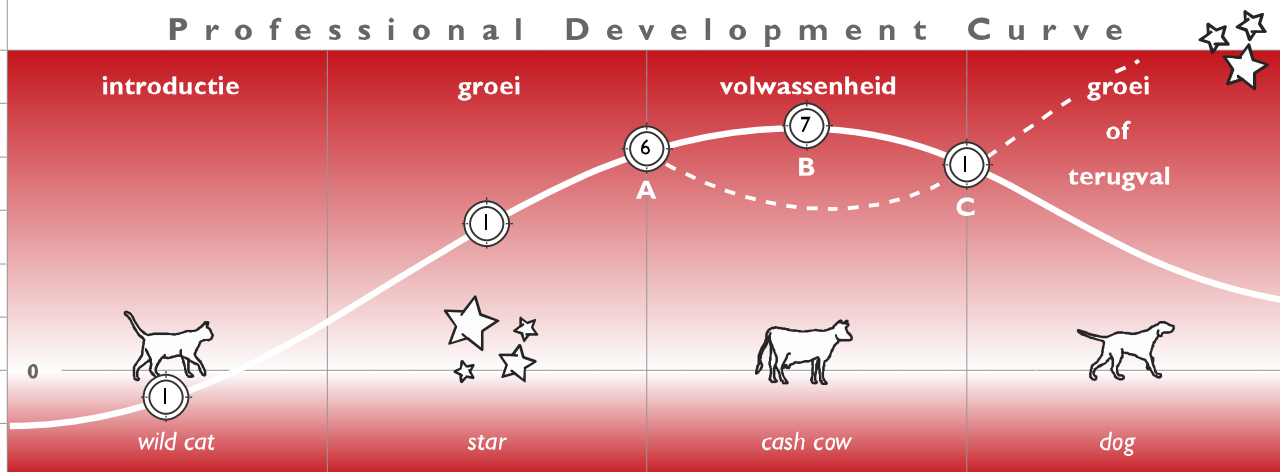 Professional Development Curve
introductie
groei
volwassenheid
groei
of
terugval
6
7
A
B
C
1
1
1
0
wild cat
star
cash cow
dog